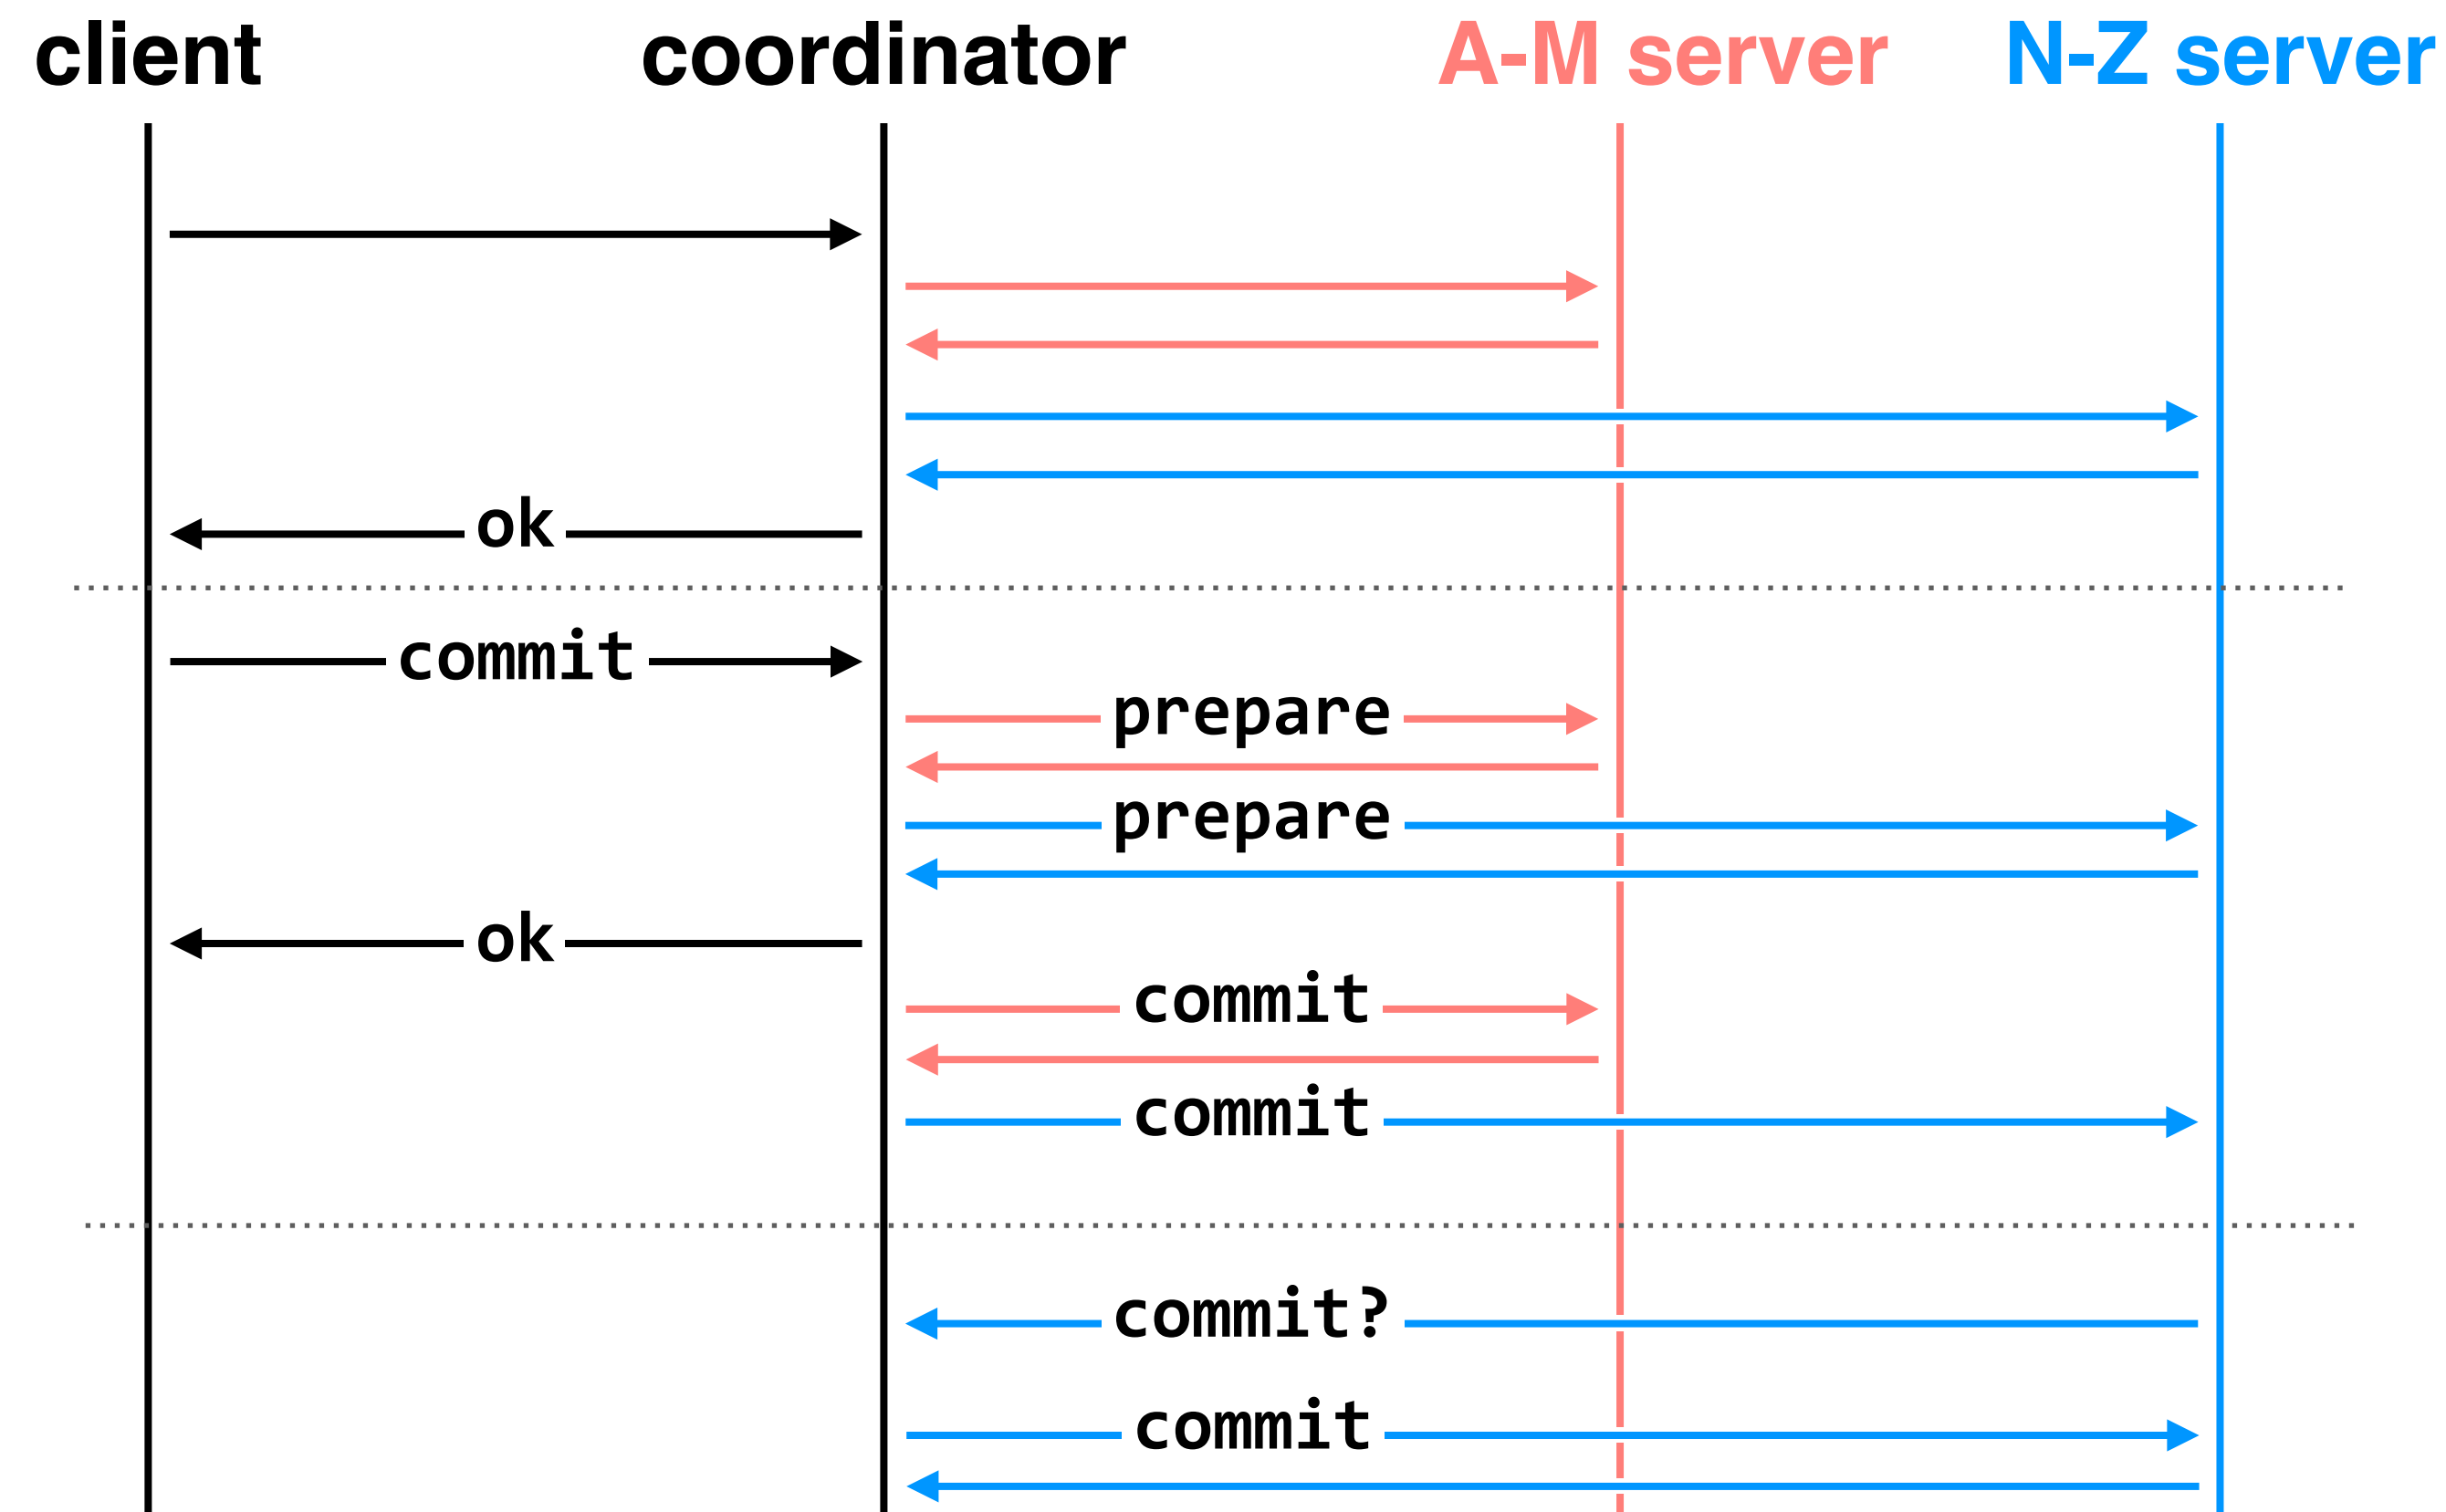 client coordinator A-M server N-Z server
ok
commit
prepare
prepare
ok
commit
commit
commit?
commit